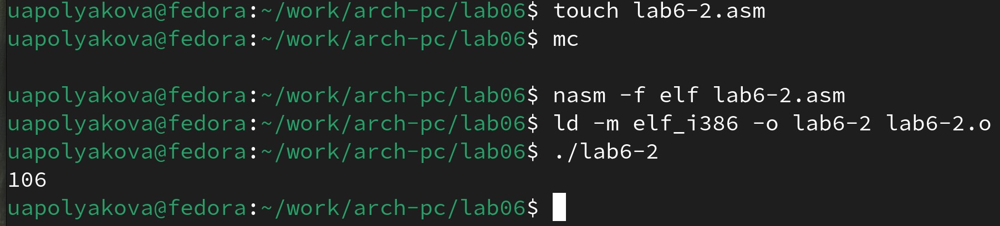 uapolyakova@fedora:~/work/arch-pc/lab06$ touch lab6-2.asm
uapolyakova@fedora:~/work/arch-pc/lab06$ mc
uapolyakova@fedora:~/work/arch-pc/lab06$ nasm -f elf lab6-2.asm
uapolyakova@fedora:~/work/arch-pc/lab06$ ld -m elf_i386 -o lab6-2 lab6-2.o
uapolyakova@fedora:~/work/arch-pc/lab06$ ./lab6-2
106
uapolyakova@fedora:~/work/arch-pc/lab06$